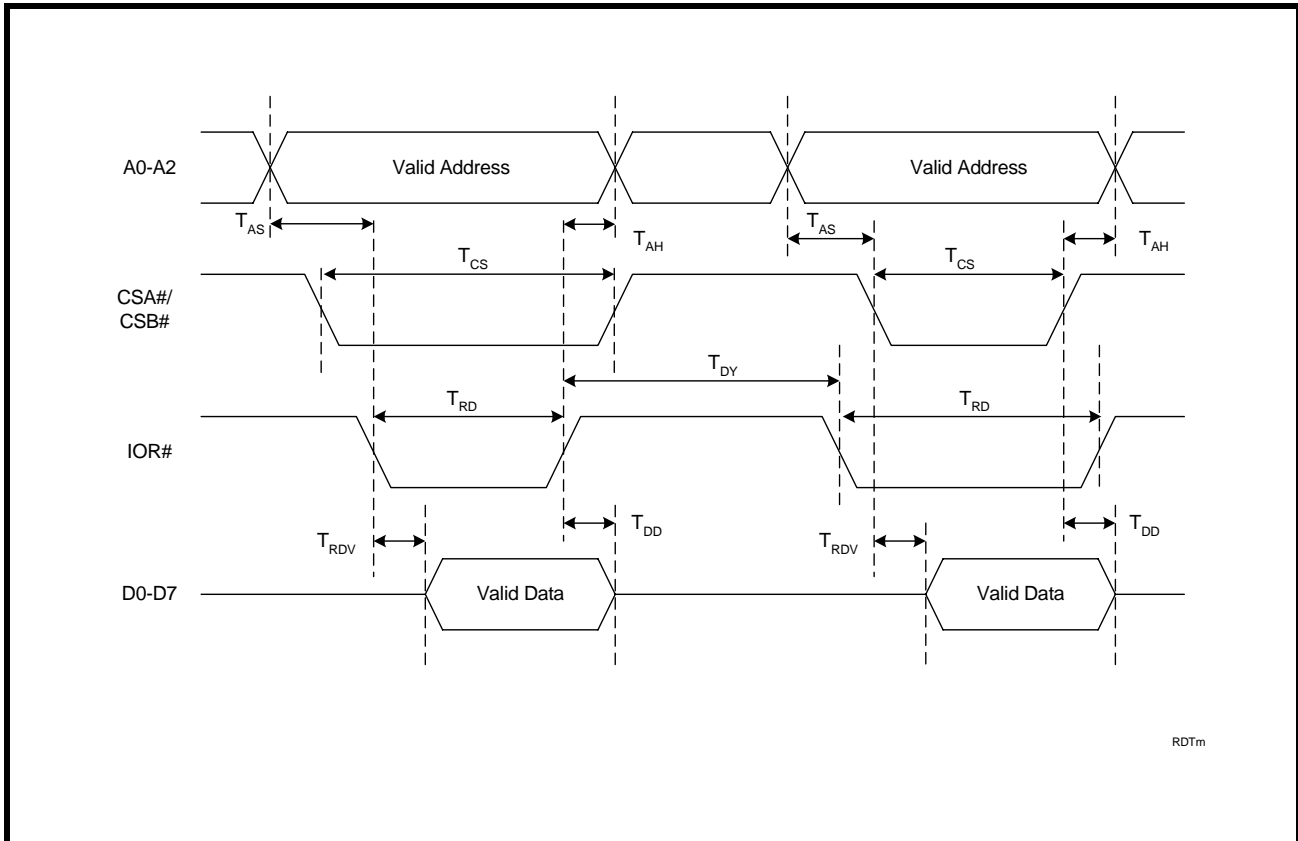 A0-A2
Valid Address
Valid Address
TAS
TAH
TAS
TAH
TCS
TCS
CSA#/
CSB#
TDY
TRD
TRD
IOR#
TRDV
TDD
TRDV
TDD
D0-D7
Valid Data
Valid Data
RDTm